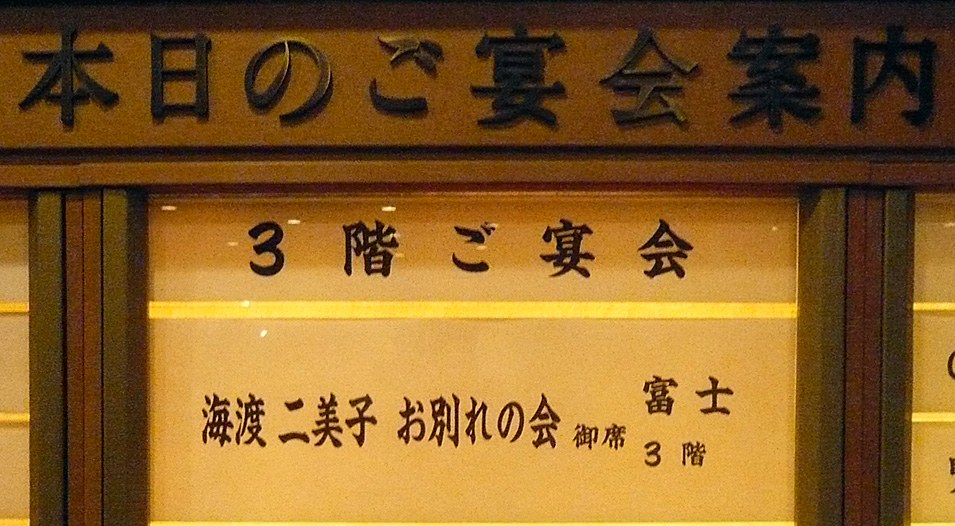 本日のご宴会案内
3階ご宴会
海渡 二美子 お別れの会 御席 富士
3階